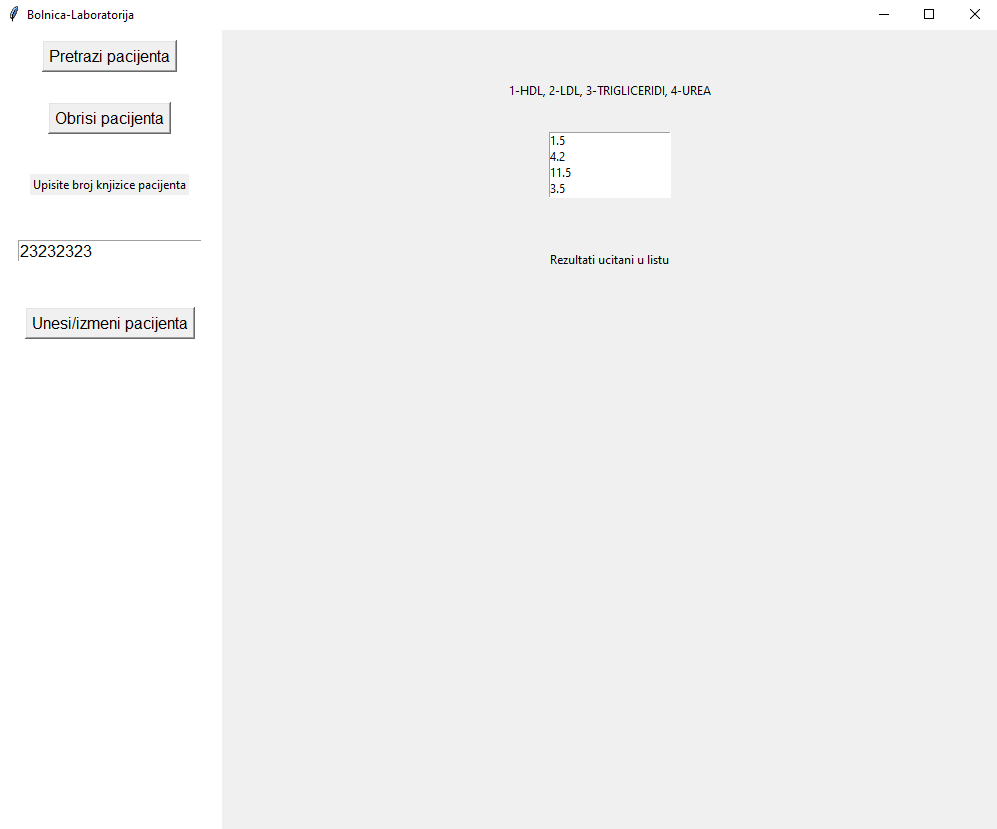 Bolnica-Laboratorija
Pretrazi pacijenta
Obrisi pacijenta
Upisite broj knjizice pacijenta
23232323
Unesi/izmeni pacijenta
1-HDL, 2-LDL, 3-TRIGLICERIDI, 4-UREA
1.5
4.2
11.5
3.5
Rezultati ucitani u listu